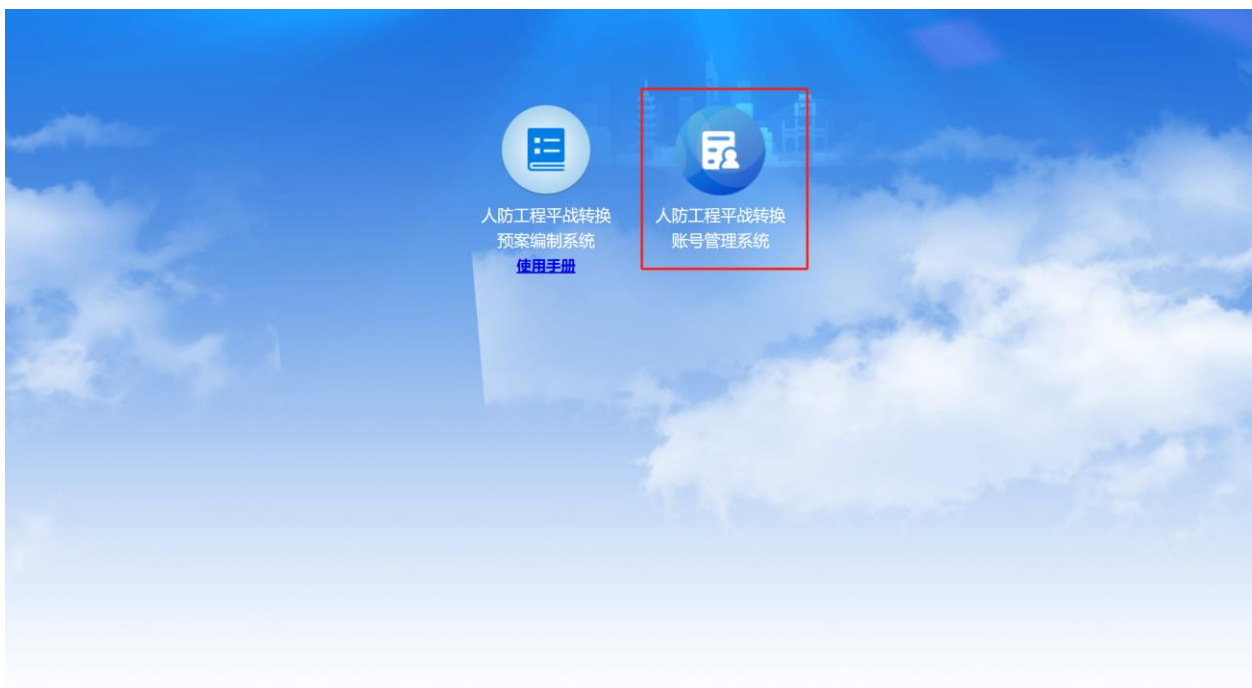 人防工程平战转换
预案编制系统
使用手册
人防工程平战转换
账号管理系统